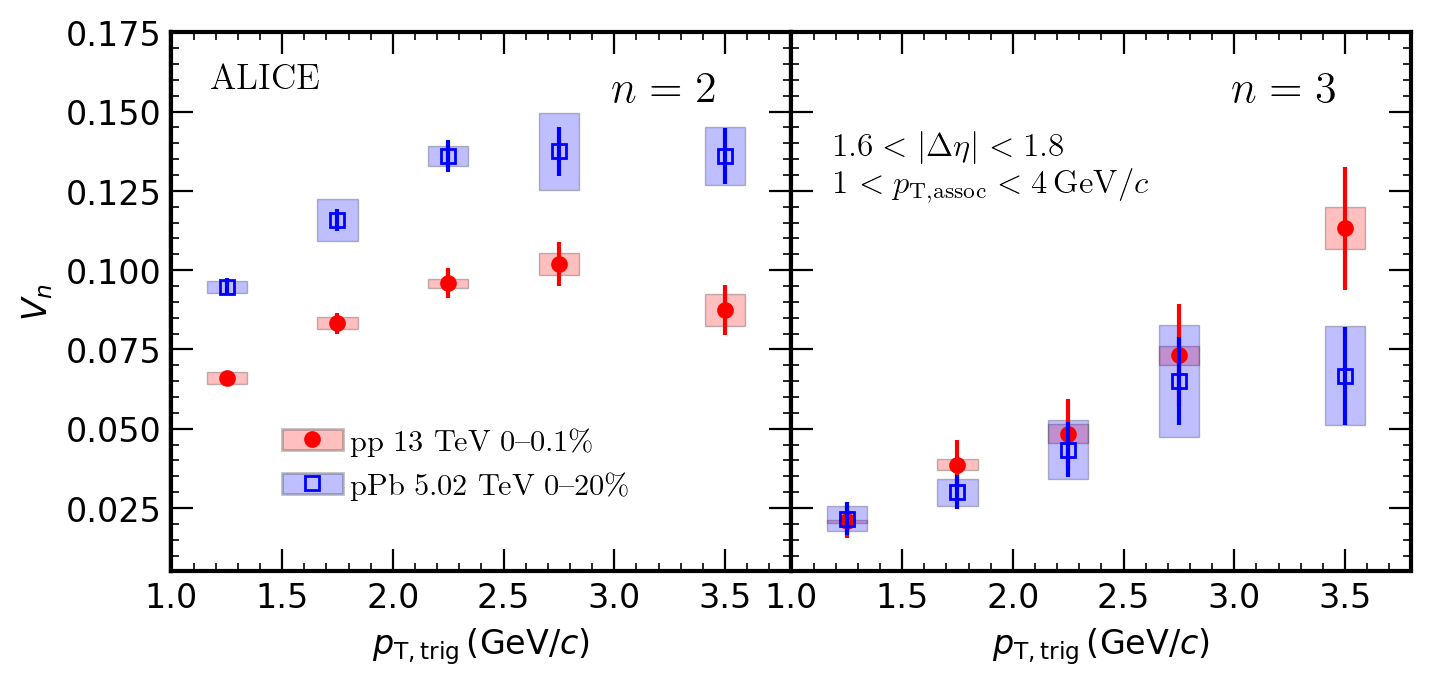 ALICE
n = 2
n = 3
1.6 < |Δη| < 1.8
1 < p_T,assoc < 4 GeV/c
V_n
0.175
0.150
0.125
0.100
0.075
0.050
0.025
pp 13 TeV 0–0.1%
pPb 5.02 TeV 0–20%
1.0 1.5 2.0 2.5 3.0 3.5 1.0 1.5 2.0 2.5 3.0 3.5
p_T,trig (GeV/c) p_T,trig (GeV/c)